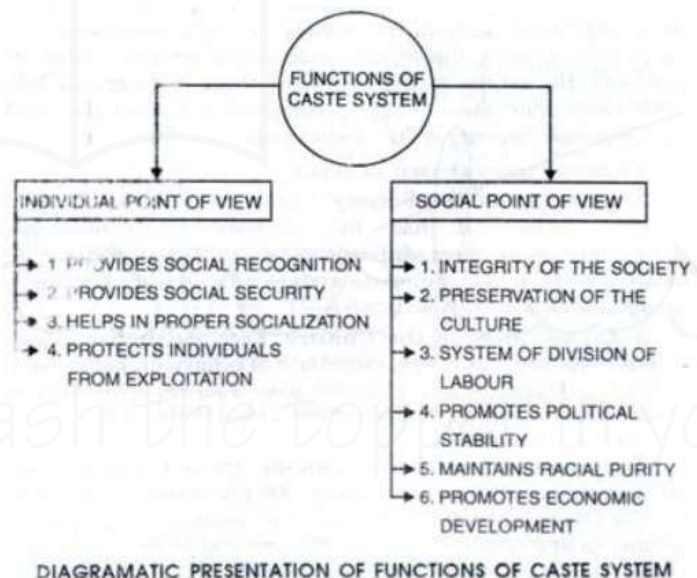 FUNCTIONS OF
CASTE SYSTEM
INDIVIDUAL POINT OF VIEW
1. PROVIDES SOCIAL RECOGNITION
2. PROVIDES SOCIAL SECURITY
3. HELPS IN PROPER SOCIALIZATION
4. PROTECTS INDIVIDUALS
FROM EXPLOITATION
SOCIAL POINT OF VIEW
1. INTEGRITY OF THE SOCIETY
2. PRESERVATION OF THE
CULTURE
3. SYSTEM OF DIVISION OF
LABOUR
4. PROMOTES POLITICAL
STABILITY
5. MAINTAINS RACIAL PURITY
6. PROMOTES ECONOMIC
DEVELOPMENT
DIAGRAMATIC PRESENTATION OF FUNCTIONS OF CASTE SYSTEM